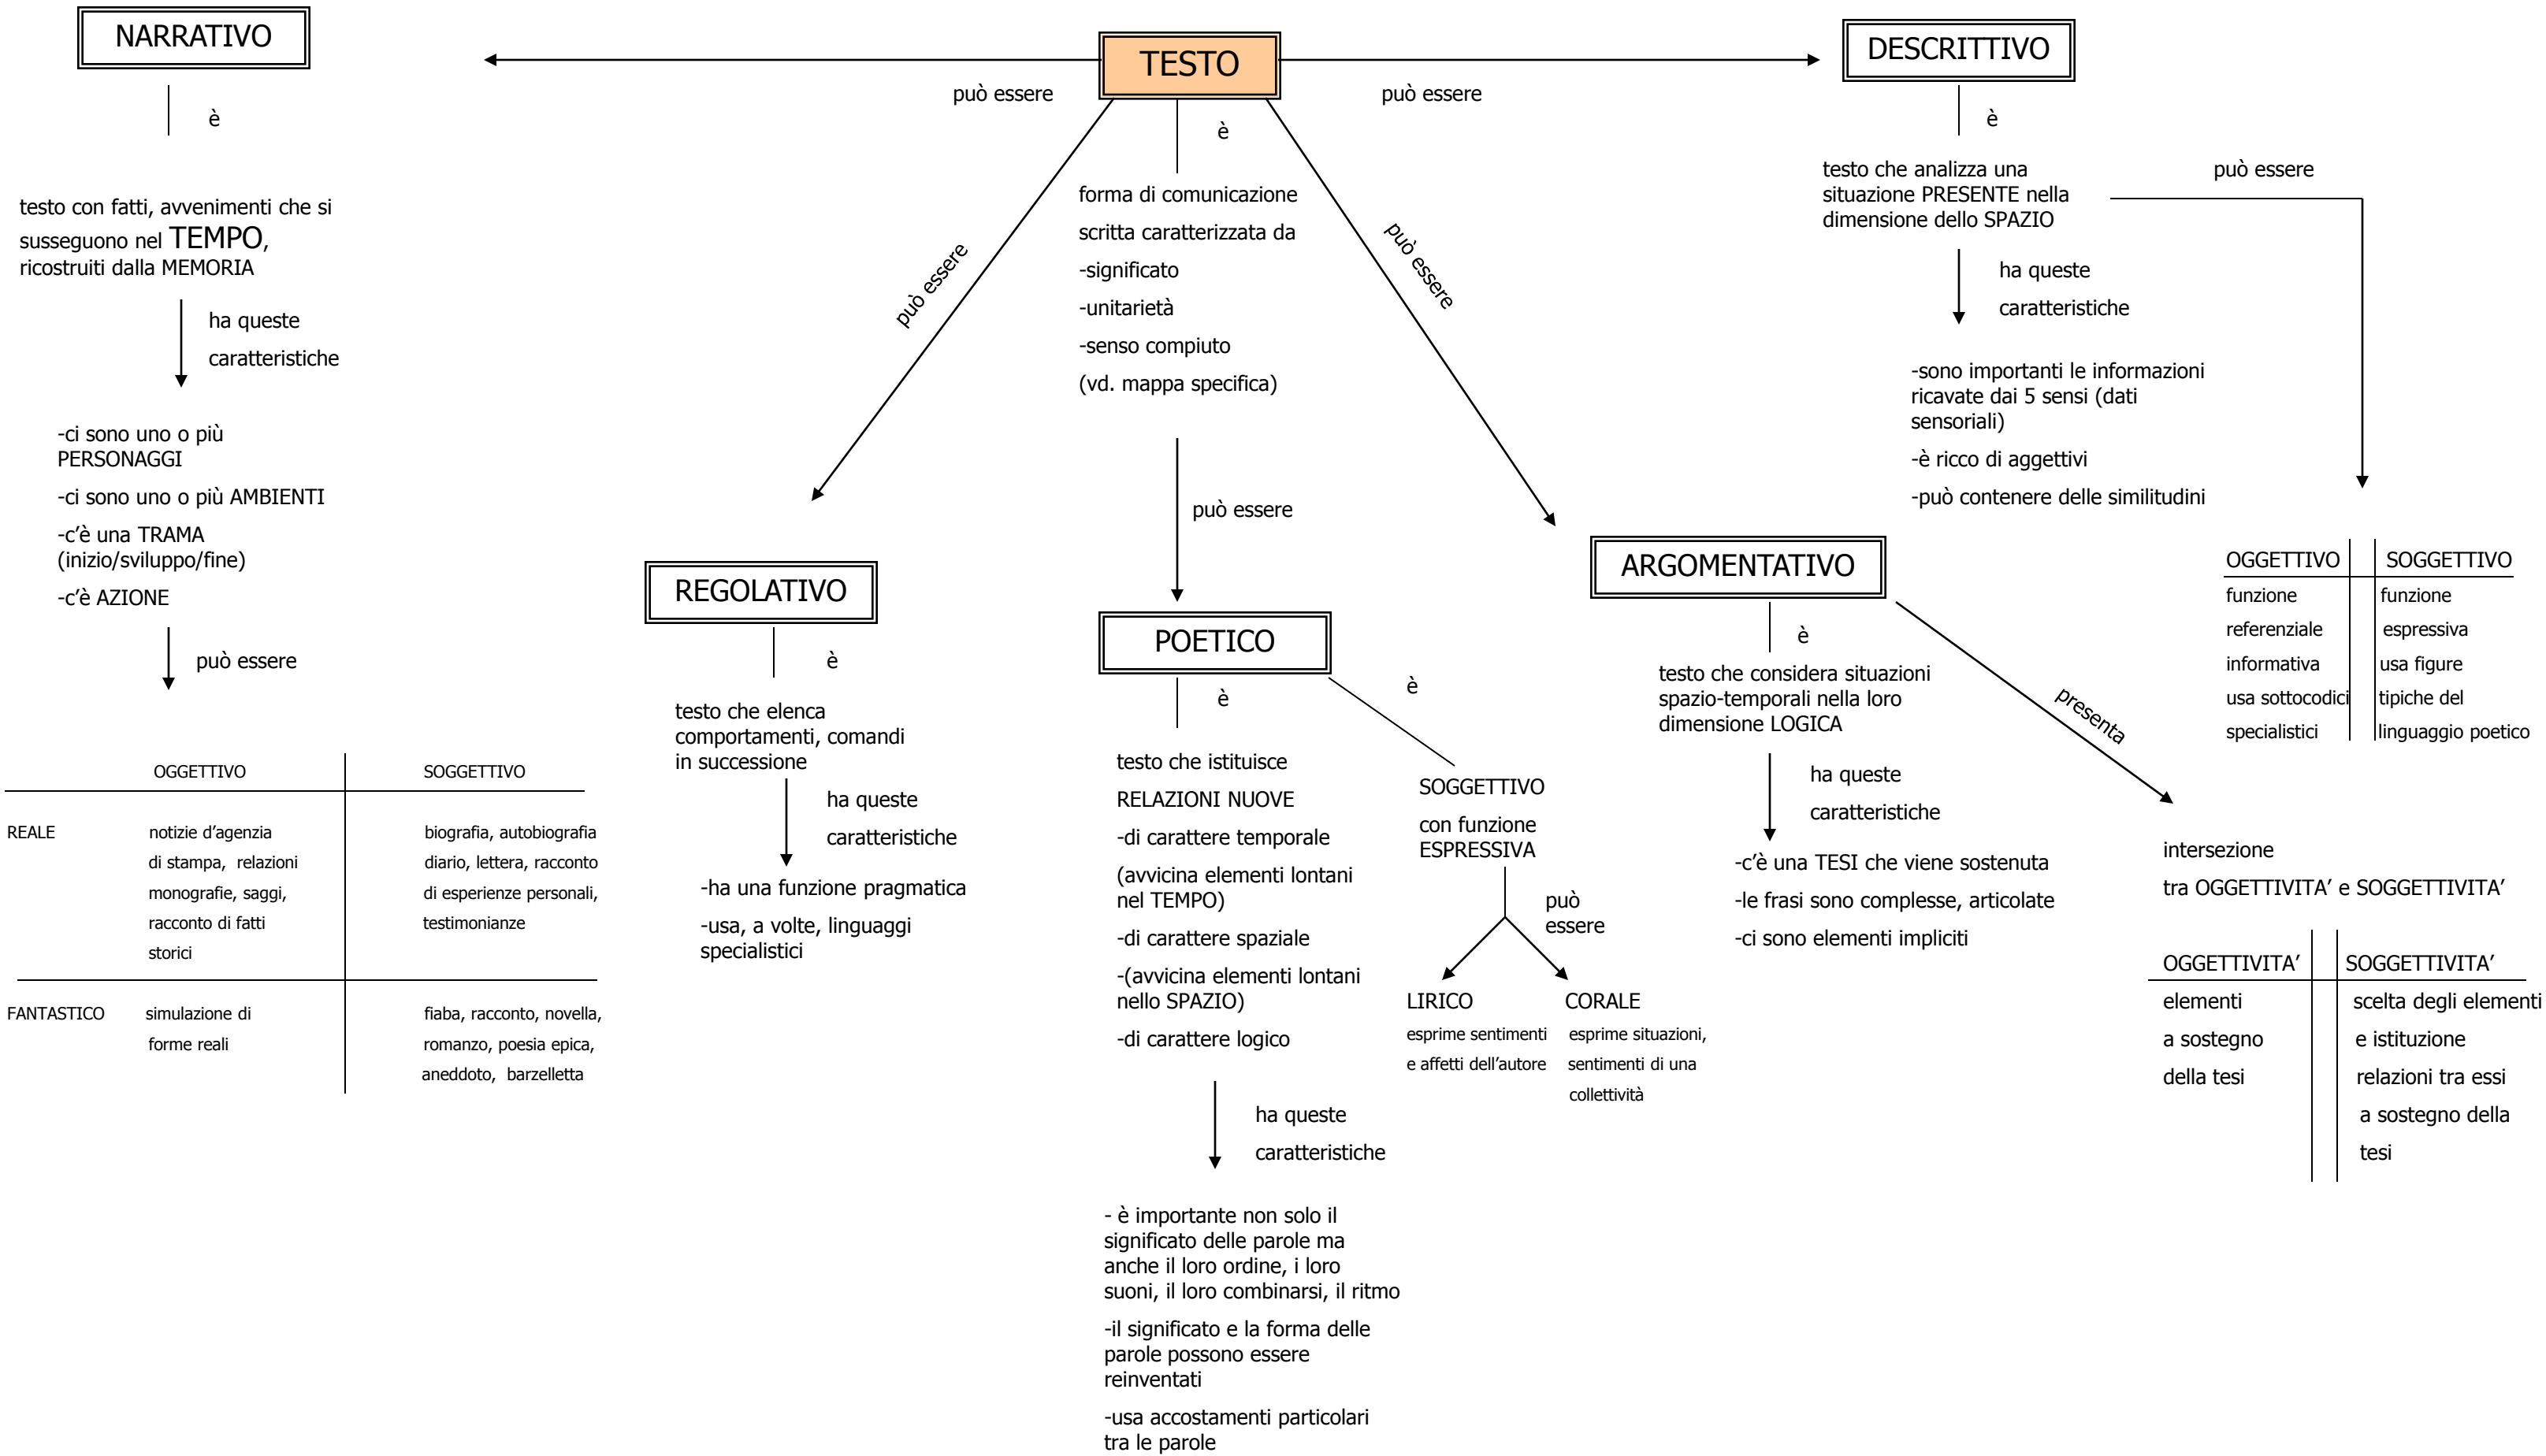 NARRATIVO
è
testo con fatti, avvenimenti che si
susseguono nel TEMPO,
ricostruiti dalla MEMORIA
ha queste
caratteristiche
-ci sono uno o più
PERSONAGGI
-ci sono uno o più AMBIENTI
-c'è una TRAMA
(inizio/sviluppo/fine)
-c'è AZIONE
può essere
OGGETTIVO
SOGGETTIVO
REALE
notizie d'agenzia
di stampa, relazioni
monografie, saggi,
racconto di fatti
storici
biografia, autobiografia
diario, lettera, racconto
di esperienze personali,
testimonianze
FANTASTICO
simulazione di
forme reali
fiaba, racconto, novella,
romanzo, poesia epica,
aneddoto, barzelletta
TESTO
può essere
può essere
è
forma di comunicazione
scritta caratterizzata da
-significato
-unitarietà
-senso compiuto
(vd. mappa specifica)
può essere
può essere
può essere
REGOLATIVO
è
testo che elenca
comportamenti, comandi
in successione
ha queste
caratteristiche
-ha una funzione pragmatica
-usa, a volte, linguaggi
specialistici
POETICO
è
è
testo che istituisce
RELAZIONI NUOVE
-di carattere temporale
(avvicina elementi lontani
nel TEMPO)
-di carattere spaziale
-(avvicina elementi lontani
nello SPAZIO)
-di carattere logico
ha queste
caratteristiche
- è importante non solo il
significato delle parole ma
anche il loro ordine, i loro
suoni, il loro combinarsi, il ritmo
-il significato e la forma delle
parole possono essere
reinventati
-usa accostamenti particolari
tra le parole
SOGGETTIVO
con funzione
ESPRESSIVA
può
essere
LIRICO
esprime sentimenti
e affetti dell'autore
CORALE
esprime situazioni,
sentimenti di una
collettività
ARGOMENTATIVO
è
testo che considera situazioni
spazio-temporali nella loro
dimensione LOGICA
ha queste
caratteristiche
-c'è una TESI che viene sostenuta
-le frasi sono complesse, articolate
-ci sono elementi impliciti
presenta
intersezione
tra OGGETTIVITA' e SOGGETTIVITA'
OGGETTIVITA'
elementi
a sostegno
della tesi
SOGGETTIVITA'
scelta degli elementi
e istituzione
relazioni tra essi
a sostegno della
tesi
DESCRITTIVO
è
testo che analizza una
situazione PRESENTE nella
dimensione dello SPAZIO
ha queste
caratteristiche
-sono importanti le informazioni
ricavate dai 5 sensi (dati
sensoriali)
-è ricco di aggettivi
-può contenere delle similitudini
può essere
OGGETTIVO
funzione
referenziale
informativa
usa sottocodici
specialistici
SOGGETTIVO
funzione
espressiva
usa figure
tipiche del
linguaggio poetico